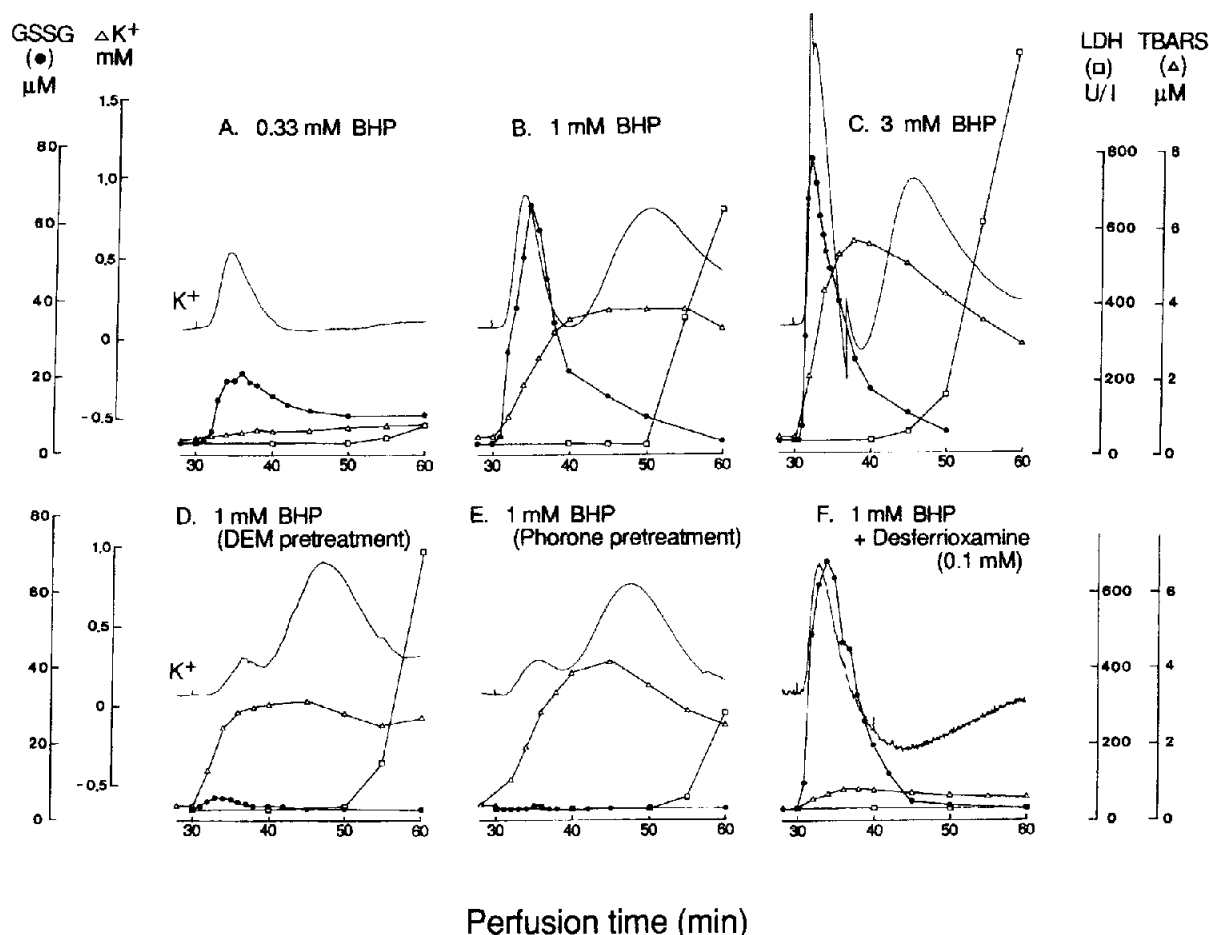 GSSG △K+ LDH TBARS
(●) mM (□) (△)
μM U/l μM
1,5
A. 0.33 mM BHP B. 1 mM BHP C. 3 mM BHP
80 800 8
1,0
60 600 6
0,5
K+
40 400 4
0
20 200 2
-0,5
0 0 0
30 40 50 60 30 40 50 60 30 40 50 60
D. 1 mM BHP E. 1 mM BHP F. 1 mM BHP
(DEM pretreatment) (Phorone pretreatment) + Desferrioxamine
(0.1 mM)
80
1,0
60 600 6
0,5
K+
40 400 4
0
20 200 2
-0,5
0 0 0
30 40 50 60 30 40 50 60 30 40 50 60
Perfusion time (min)